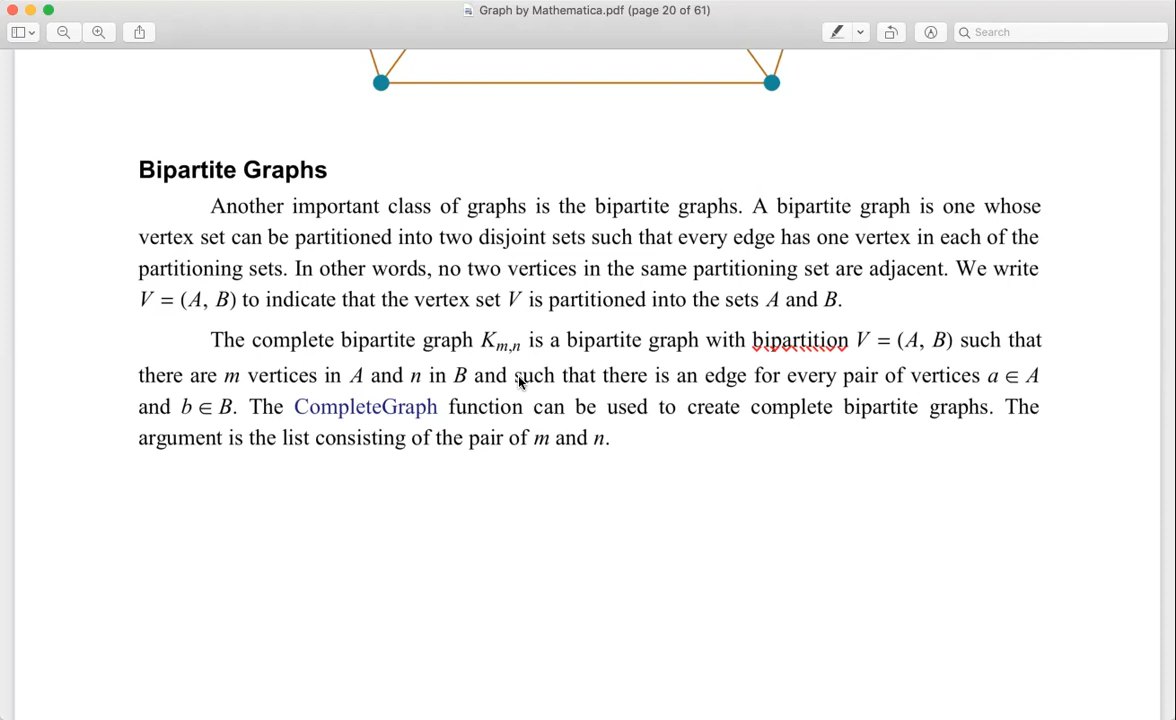 Graph by Mathematica.pdf (page 20 of 61)
Search
Bipartite Graphs
Another important class of graphs is the bipartite graphs. A bipartite graph is one whose
vertex set can be partitioned into two disjoint sets such that every edge has one vertex in each of the
partitioning sets. In other words, no two vertices in the same partitioning set are adjacent. We write
V = (A, B) to indicate that the vertex set V is partitioned into the sets A and B.
The complete bipartite graph Kₘ,ₙ is a bipartite graph with bipartition V = (A, B) such that
there are m vertices in A and n in B and such that there is an edge for every pair of vertices a ∈ A
and b ∈ B. The CompleteGraph function can be used to create complete bipartite graphs. The
argument is the list consisting of the pair of m and n.